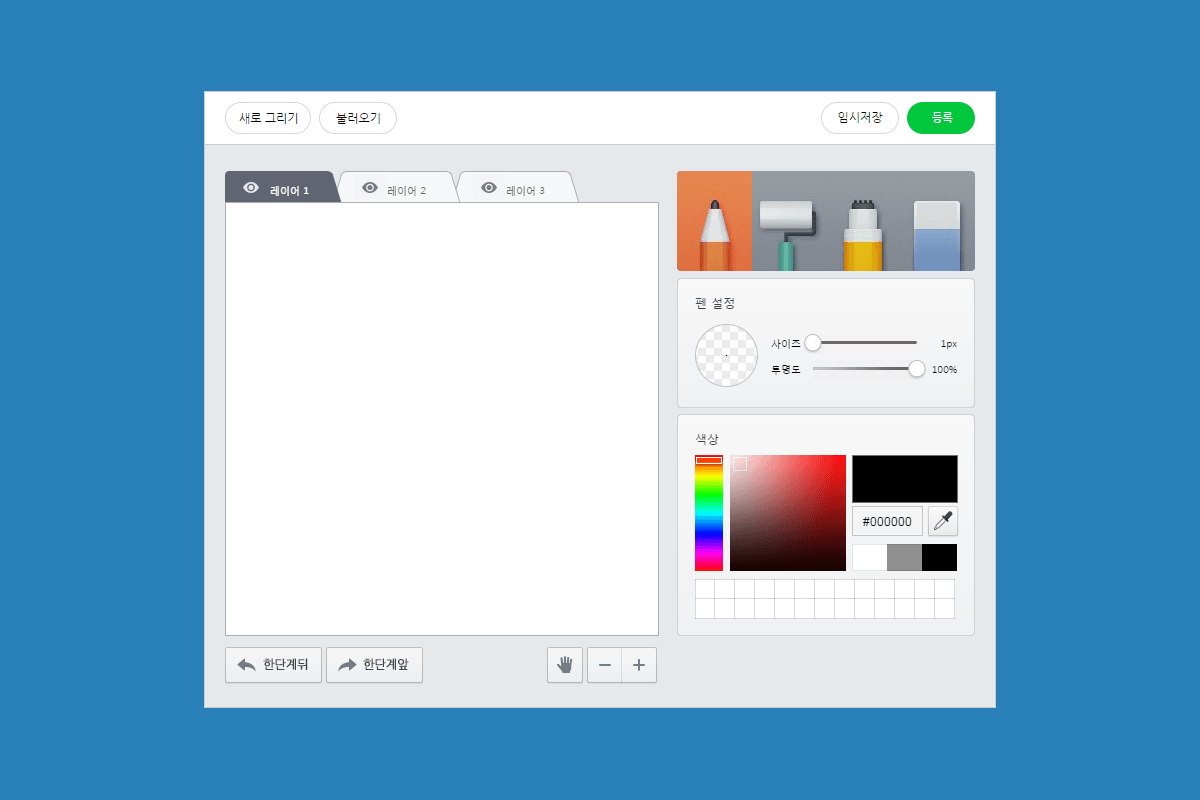 새로 그리기
불러오기
임시저장
등록
레이어 1
레이어 2
레이어 3
펜 설정
사이즈
1px
투명도
100%
색상
#000000
한단계뒤
한단계앞